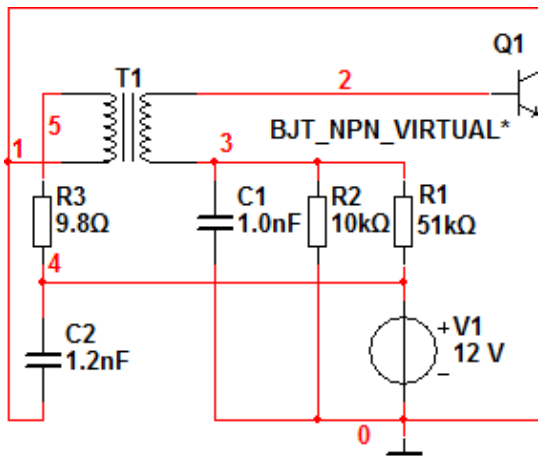 Q1
T1
2
5
BJT_NPN_VIRTUAL*
1
3
R3
9.8Ω
C1
1.0nF
R2
10kΩ
R1
51kΩ
4
C2
1.2nF
+
V1
12 V
−
0